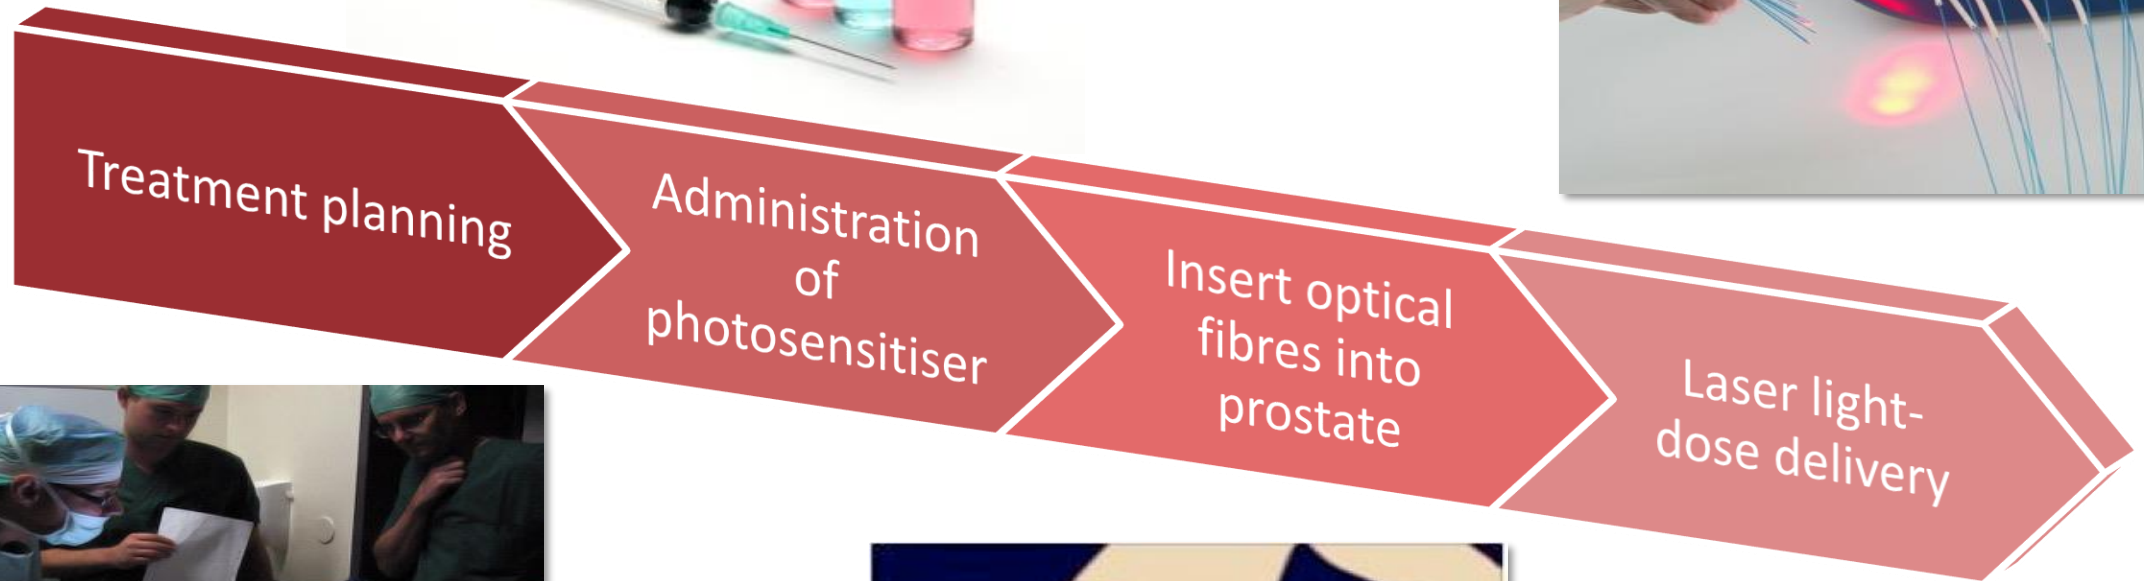 Treatment planning
Administration
of
photosensitiser
Insert optical
fibres into
prostate
Laser light-
dose delivery